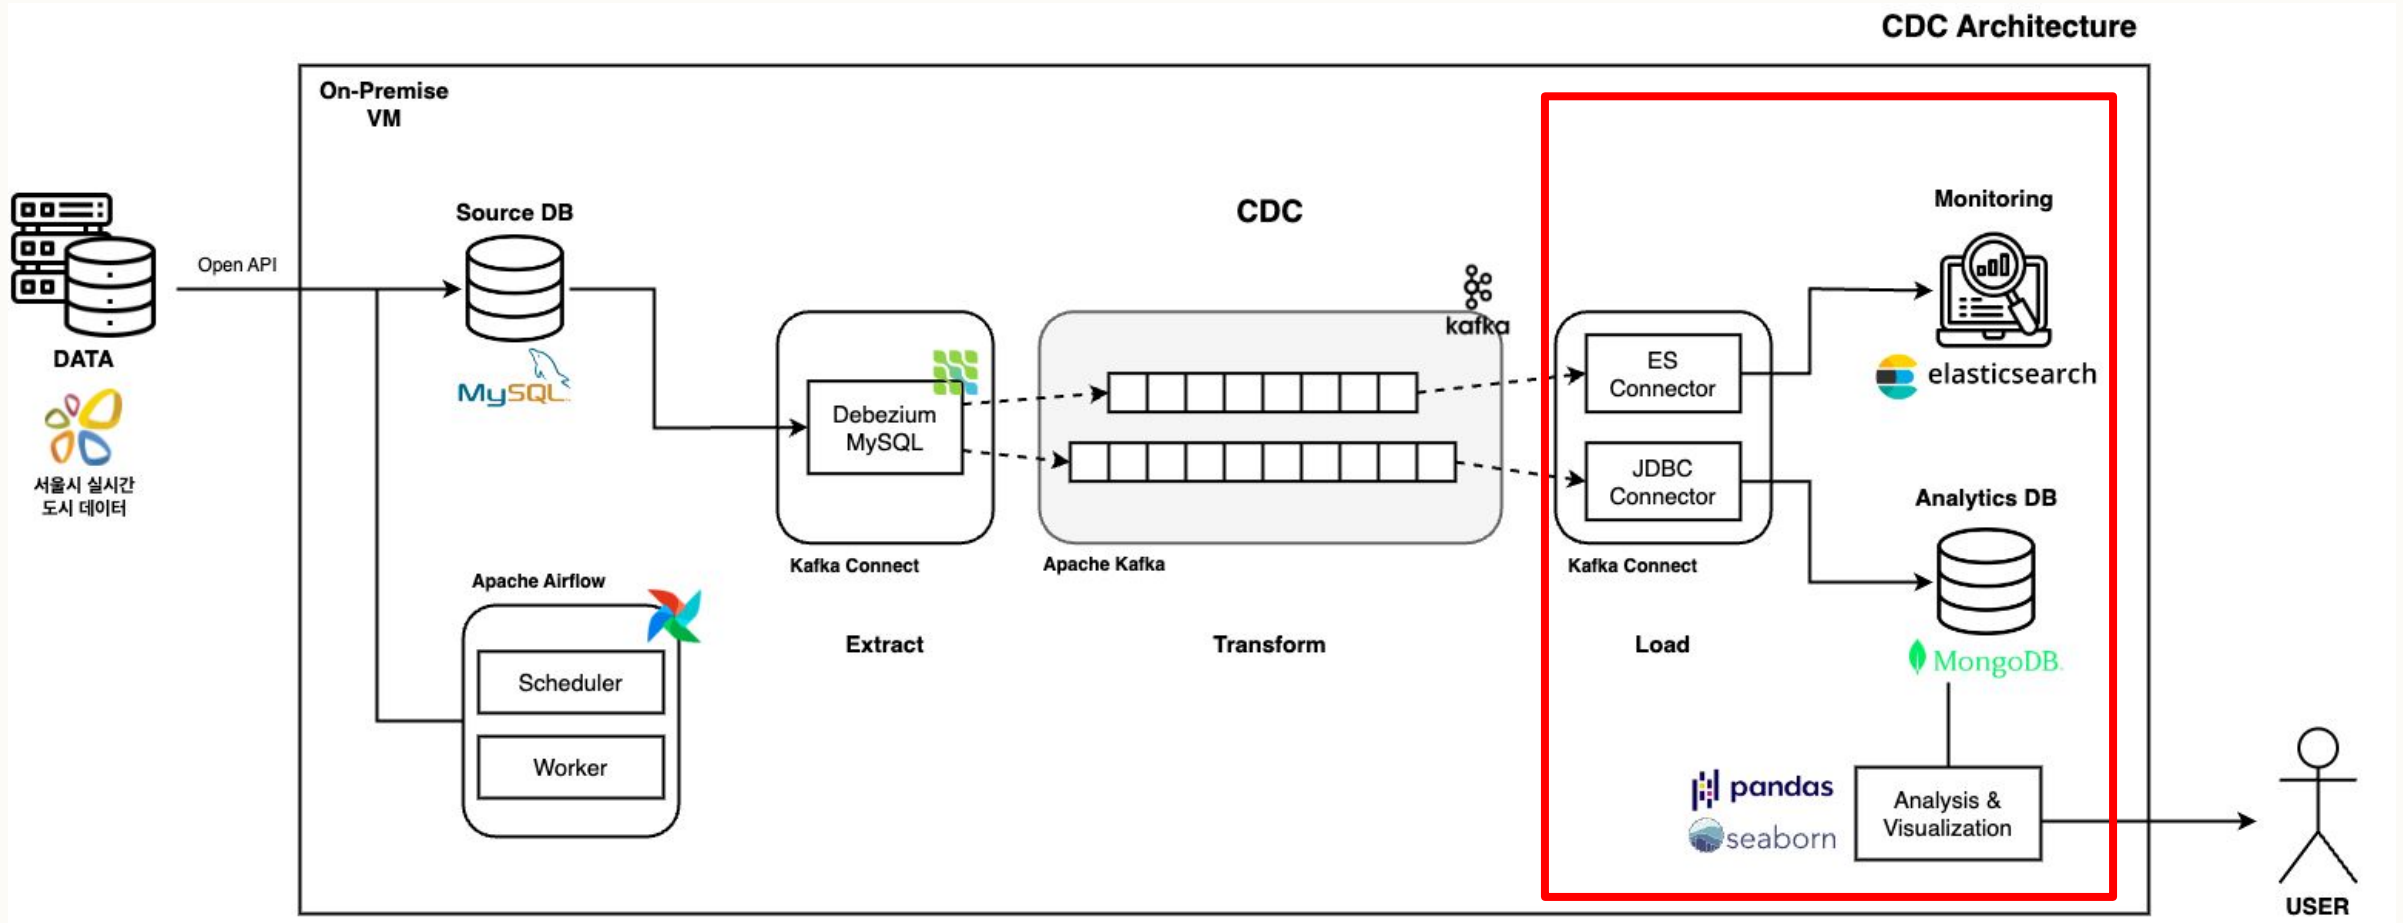 CDC Architecture
On-Premise
VM
Source DB
CDC
Monitoring
Open API
kafka
DATA
MySQL
ES
Connector
elasticsearch
Debezium
MySQL
서울시 실시간
도시 데이터
JDBC
Connector
Analytics DB
Apache Airflow
Kafka Connect
Apache Kafka
Kafka Connect
Extract
Transform
Load
MongoDB
Scheduler
Worker
pandas
seaborn
Analysis &
Visualization
USER